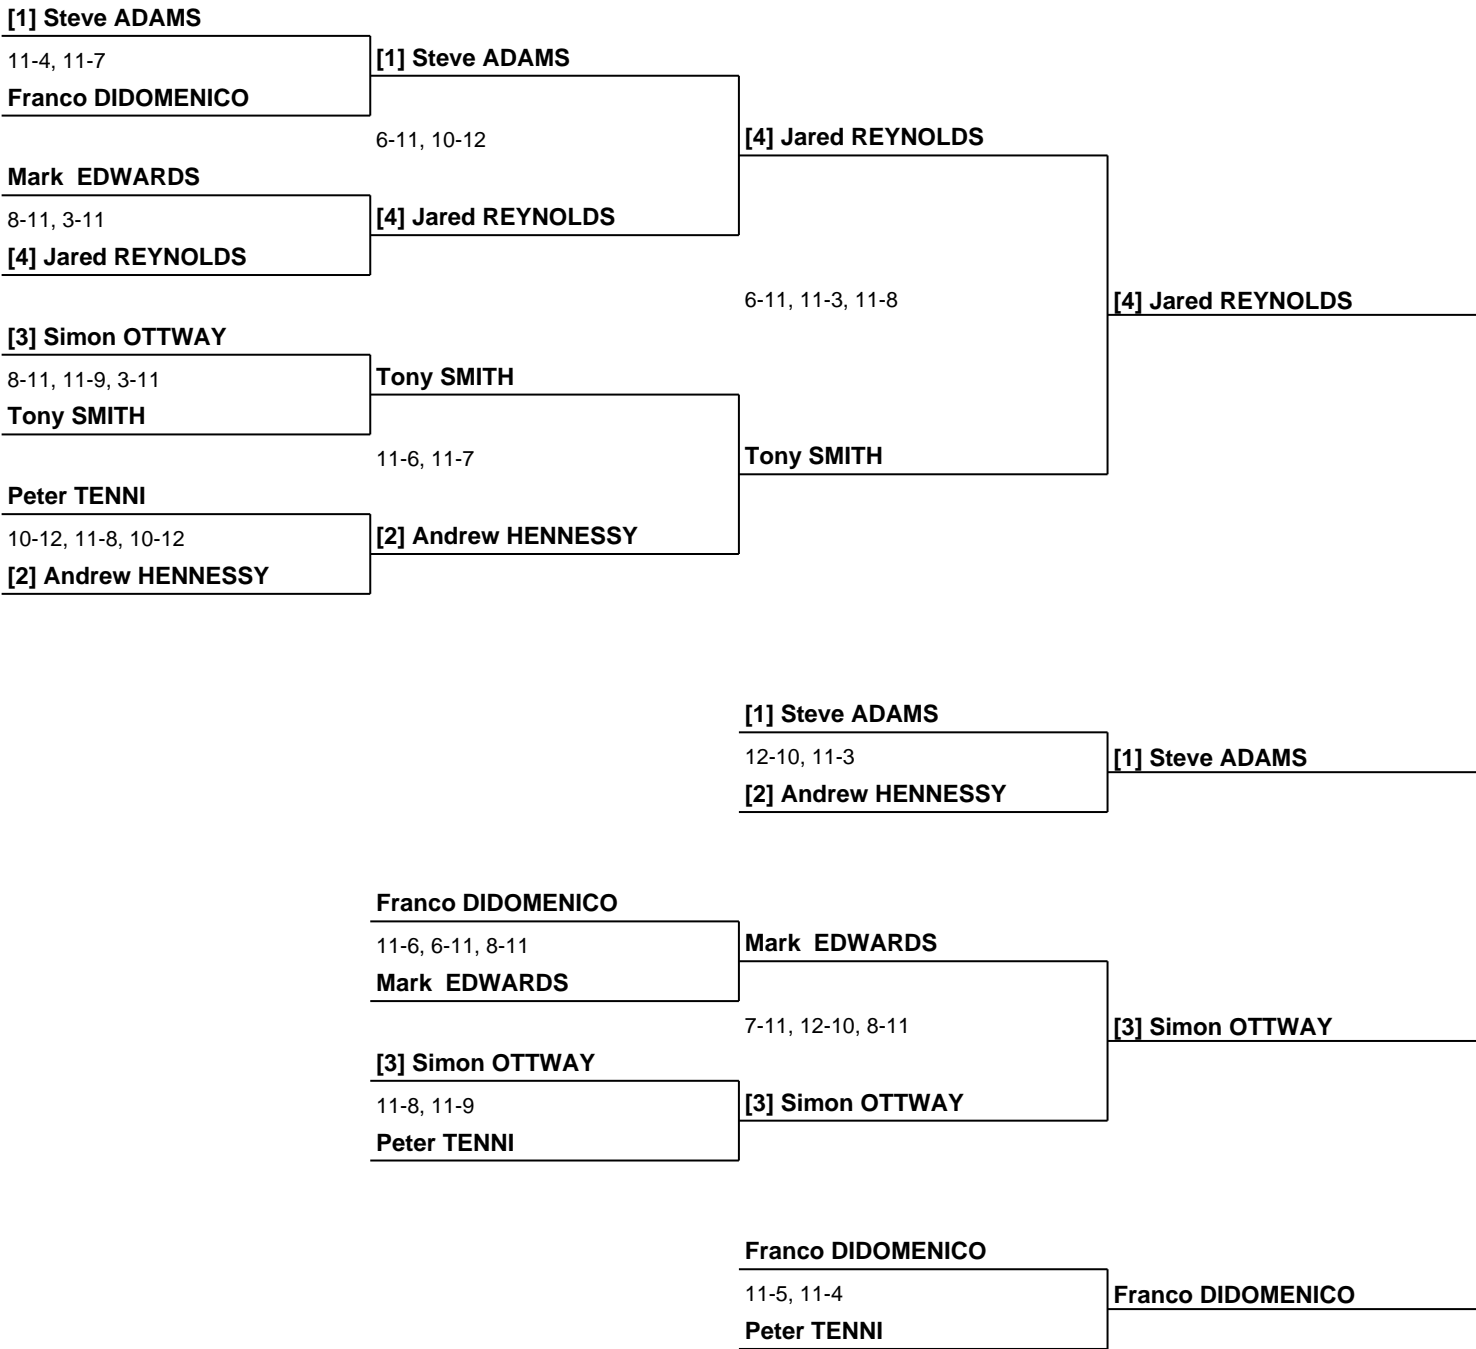 [1] Steve ADAMS
11-4, 11-7
Franco DIDOMENICO
Mark  EDWARDS
8-11, 3-11
[4] Jared REYNOLDS
[3] Simon OTTWAY
8-11, 11-9, 3-11
Tony SMITH
Peter TENNI
10-12, 11-8, 10-12
[2] Andrew HENNESSY
[1] Steve ADAMS
6-11, 10-12
[4] Jared REYNOLDS
Tony SMITH
11-6, 11-7
[2] Andrew HENNESSY
[4] Jared REYNOLDS
6-11, 11-3, 11-8
Tony SMITH
[4] Jared REYNOLDS
[1] Steve ADAMS
12-10, 11-3
[2] Andrew HENNESSY
[1] Steve ADAMS
Franco DIDOMENICO
11-6, 6-11, 8-11
Mark  EDWARDS
[3] Simon OTTWAY
11-8, 11-9
Peter TENNI
Mark  EDWARDS
7-11, 12-10, 8-11
[3] Simon OTTWAY
[3] Simon OTTWAY
Franco DIDOMENICO
11-5, 11-4
Peter TENNI
Franco DIDOMENICO